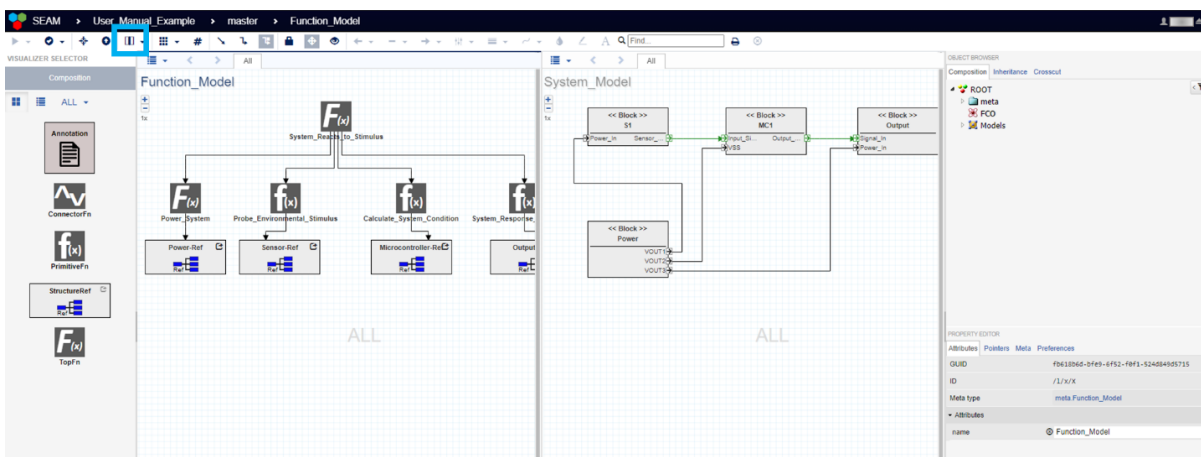 SEAM › User_Manual_Example › master › Function_Model
A Find...
VISUALIZER SELECTOR
Composition
ALL
Annotation
ConnectorFn
PrimitiveFn
StructureRef
Ref
TopFn
All
Function_Model
+
-
1x
F(x)
System_Reacts_to_Stimulus
F(x) f(x) f(x) f(x)
Power_System Probe_Environmental_Stimulus Calculate_System_Condition System_Response_
Power-Ref Sensor-Ref Microcontroller-Ref Output
Ref Ref Ref
ALL
All
System_Model
+
-
1x
<< Block >> << Block >> << Block >>
S1 MC1 Output
Power_In Sensor_... Input_Si... Output_... Signal_In
VSS Power_In
<< Block >>
Power
VOUT1
VOUT2
VOUT3
ALL
OBJECT BROWSER
Composition Inheritance Crosscut
ROOT
meta
FCO
Models
PROPERTY EDITOR
Attributes Pointers Meta Preferences
GUID fb618b6d-bfe9-6f52-f0f1-524d849d5715
ID /1/x/X
Meta type meta.Function_Model
Attributes
name Function_Model